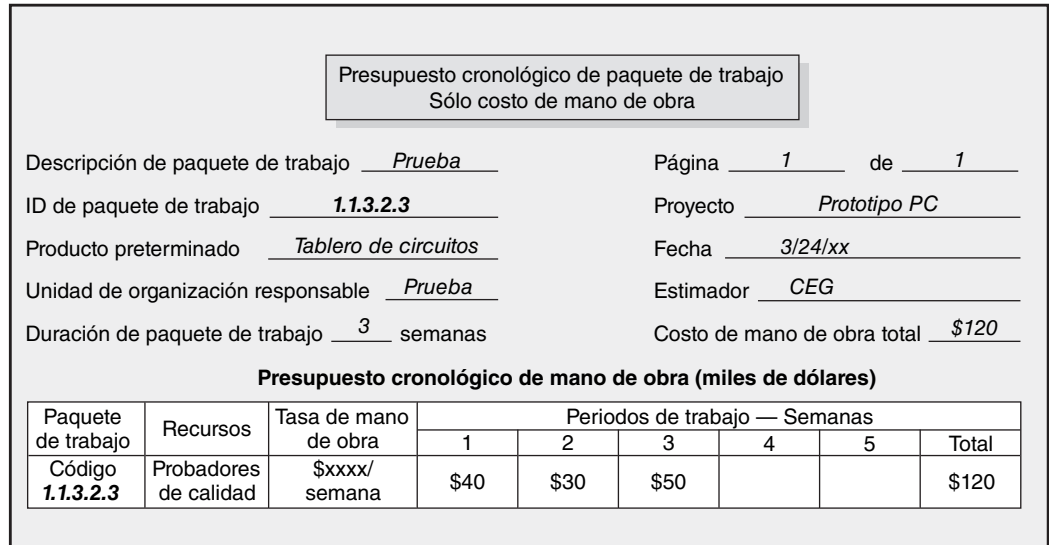 Presupuesto cronológico de paquete de trabajo
Sólo costo de mano de obra
Descripción de paquete de trabajo Prueba
Página 1 de 1
ID de paquete de trabajo 1.1.3.2.3
Proyecto Prototipo PC
Producto preterminado Tablero de circuitos
Fecha 3/24/xx
Unidad de organización responsable Prueba
Estimador CEG
Duración de paquete de trabajo 3 semanas
Costo de mano de obra total $120
Presupuesto cronológico de mano de obra (miles de dólares)
Paquete de trabajo
Recursos
Tasa de mano de obra
Periodos de trabajo — Semanas
1 2 3 4 5 Total
Código 1.1.3.2.3
Probadores de calidad
$xxxx/ semana
$40 $30 $50 $120